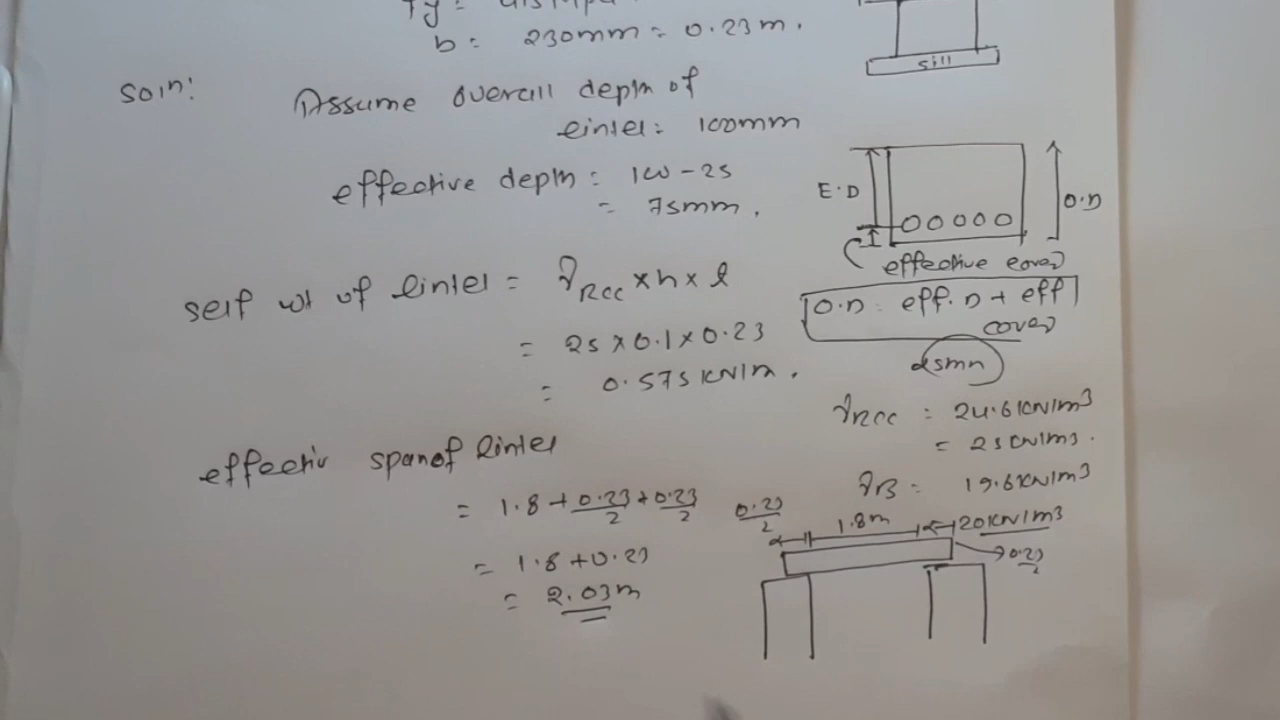 b = 230mm = 0.23m.
sill
Soln:
Assume overall depth of
lintel = 100mm
effective depth = 100-25
= 75mm.
E.D
O.D
effective cover
O.D = eff. D + eff
cover
25mm
self wt of lintel = γRCC × h × l
= 25 × 0.1 × 0.23
= 0.575 KN/m.
γRCC = 24.6KN/m3
= 25KN/m3.
γB = 19.6KN/m3
20KN/m3
effectiv span of lintel
= 1.8 + 0.23/2 + 0.23/2
= 1.8 + 0.23
= 2.03m
0.23/2
1.8m
0.23/2